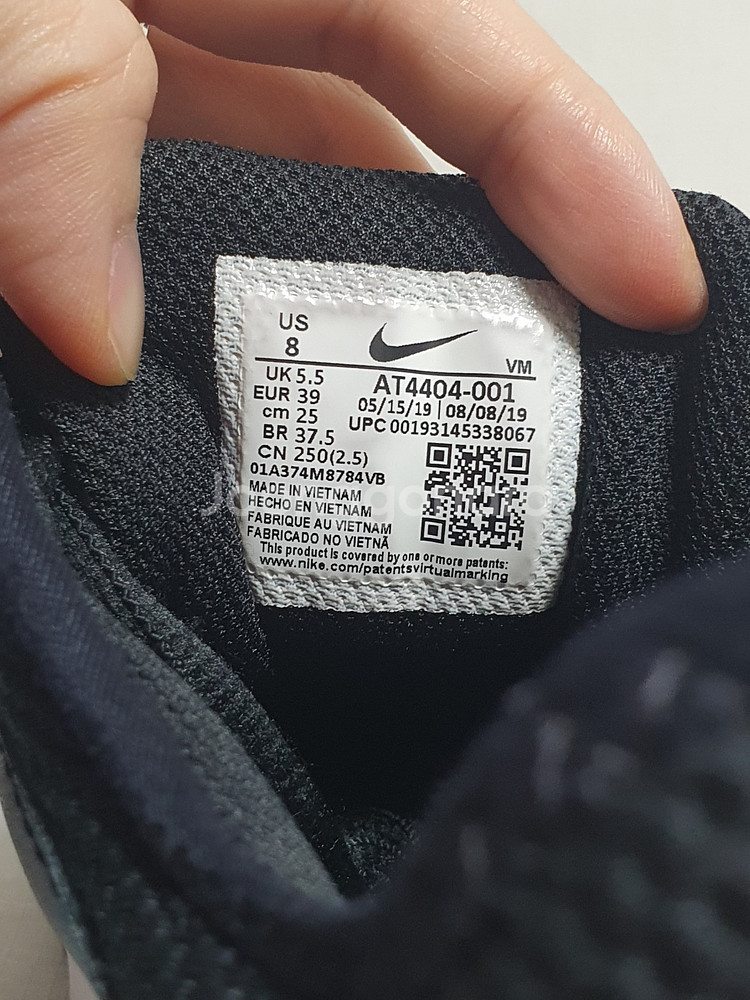 US
8
VM
UK 5.5
EUR 39
cm 25
BR 37.5
CN 250(2.5)
AT4404-001
05/15/19 | 08/08/19
UPC 00193145338067
01A374M8784VB
MADE IN VIETNAM
HECHO EN VIETNAM
FABRIQUE AU VIETNAM
FABRICADO NO VIETNÃ
This product is covered by one or more patents:
www.nike.com/patentsvirtualmarking